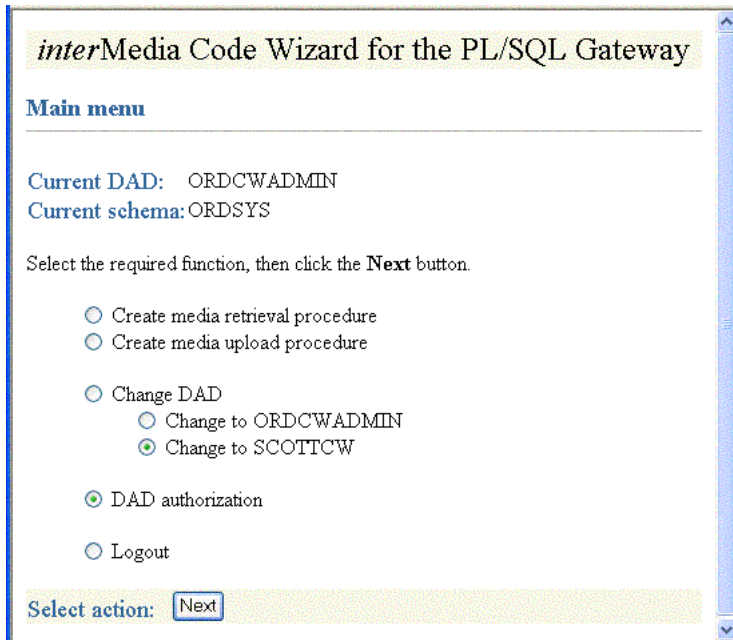 interMedia Code Wizard for the PL/SQL Gateway
Main menu
Current DAD: ORDCWADMIN
Current schema: ORDSYS
Select the required function, then click the Next button.
Create media retrieval procedure
Create media upload procedure
Change DAD
Change to ORDCWADMIN
Change to SCOTTCW
DAD authorization
Logout
Select action: Next